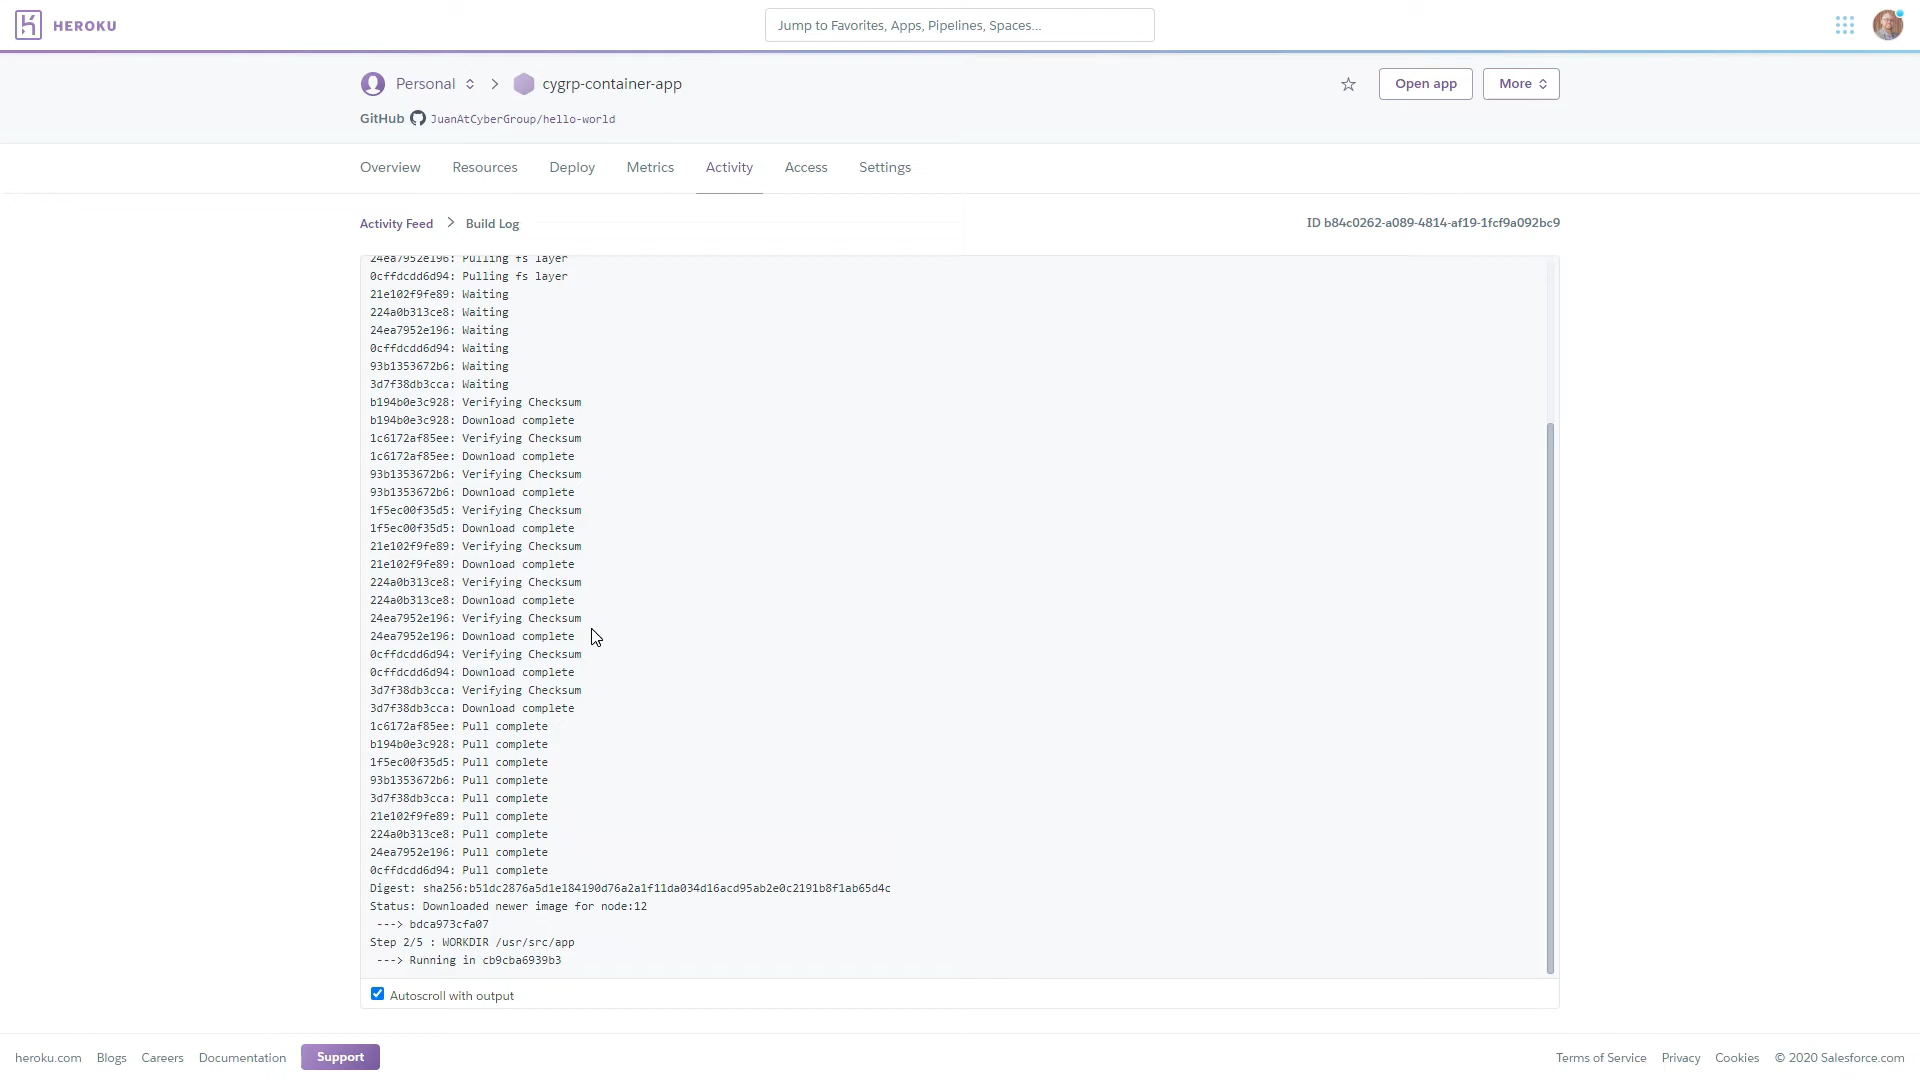 HEROKU
Jump to Favorites, Apps, Pipelines, Spaces...
Personal
cygrp-container-app
Open app
More
GitHub JuanAtCyberGroup/hello-world
Overview
Resources
Deploy
Metrics
Activity
Access
Settings
Activity Feed
Build Log
ID b84c0262-a089-4814-af19-1fcf9a092bc9
24ea7952e196: Pulling fs layer
0cffdcdd6d94: Pulling fs layer
21e102f9fe89: Waiting
224a0b313ce8: Waiting
24ea7952e196: Waiting
0cffdcdd6d94: Waiting
93b1353672b6: Waiting
3d7f38db3cca: Waiting
b194b0e3c928: Verifying Checksum
b194b0e3c928: Download complete
1c6172af85ee: Verifying Checksum
1c6172af85ee: Download complete
93b1353672b6: Verifying Checksum
93b1353672b6: Download complete
1f5ec00f35d5: Verifying Checksum
1f5ec00f35d5: Download complete
21e102f9fe89: Verifying Checksum
21e102f9fe89: Download complete
224a0b313ce8: Verifying Checksum
224a0b313ce8: Download complete
24ea7952e196: Verifying Checksum
24ea7952e196: Download complete
0cffdcdd6d94: Verifying Checksum
0cffdcdd6d94: Download complete
3d7f38db3cca: Verifying Checksum
3d7f38db3cca: Download complete
1c6172af85ee: Pull complete
b194b0e3c928: Pull complete
1f5ec00f35d5: Pull complete
93b1353672b6: Pull complete
3d7f38db3cca: Pull complete
21e102f9fe89: Pull complete
224a0b313ce8: Pull complete
24ea7952e196: Pull complete
0cffdcdd6d94: Pull complete
Digest: sha256:b51dc2876a5d1e184190d76a2a1f11da034d16acd95ab2e0c2191b8f1ab65d4c
Status: Downloaded newer image for node:12
---> bdca973cfa07
Step 2/5 : WORKDIR /usr/src/app
---> Running in cb9cba6939b3
Autoscroll with output
heroku.com
Blogs
Careers
Documentation
Support
Terms of Service
Privacy
Cookies
© 2020 Salesforce.com